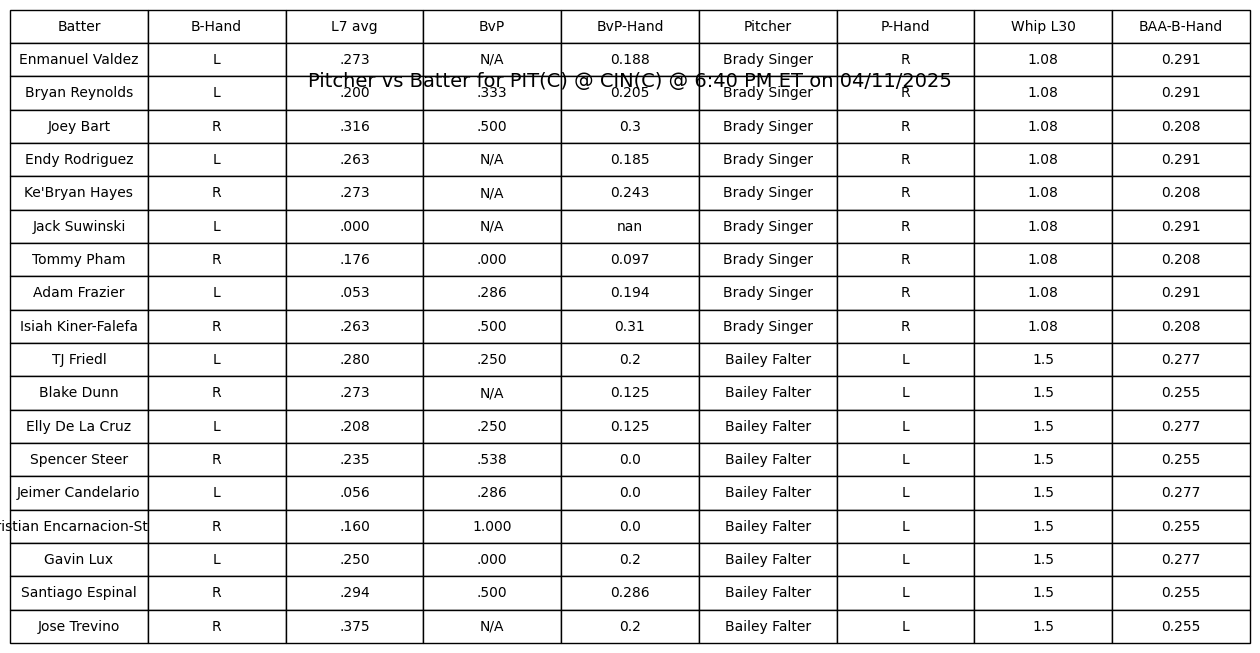 Batter B-Hand L7 avg BvP BvP-Hand Pitcher P-Hand Whip L30 BAA-B-Hand
Enmanuel Valdez L .273 N/A 0.188 Brady Singer R 1.08 0.291
Pitcher vs Batter for PIT(C) @ CIN(C) @ 6:40 PM ET on 04/11/2025
Bryan Reynolds L .200 .333 0.205 Brady Singer R 1.08 0.291
Joey Bart R .316 .500 0.3 Brady Singer R 1.08 0.208
Endy Rodriguez L .263 N/A 0.185 Brady Singer R 1.08 0.291
Ke'Bryan Hayes R .273 N/A 0.243 Brady Singer R 1.08 0.208
Jack Suwinski L .000 N/A nan Brady Singer R 1.08 0.291
Tommy Pham R .176 .000 0.097 Brady Singer R 1.08 0.208
Adam Frazier L .053 .286 0.194 Brady Singer R 1.08 0.291
Isiah Kiner-Falefa R .263 .500 0.31 Brady Singer R 1.08 0.208
TJ Friedl L .280 .250 0.2 Bailey Falter L 1.5 0.277
Blake Dunn R .273 N/A 0.125 Bailey Falter L 1.5 0.255
Elly De La Cruz L .208 .250 0.125 Bailey Falter L 1.5 0.277
Spencer Steer R .235 .538 0.0 Bailey Falter L 1.5 0.255
Jeimer Candelario L .056 .286 0.0 Bailey Falter L 1.5 0.277
ristian Encarnacion-St R .160 1.000 0.0 Bailey Falter L 1.5 0.255
Gavin Lux L .250 .000 0.2 Bailey Falter L 1.5 0.277
Santiago Espinal R .294 .500 0.286 Bailey Falter L 1.5 0.255
Jose Trevino R .375 N/A 0.2 Bailey Falter L 1.5 0.255